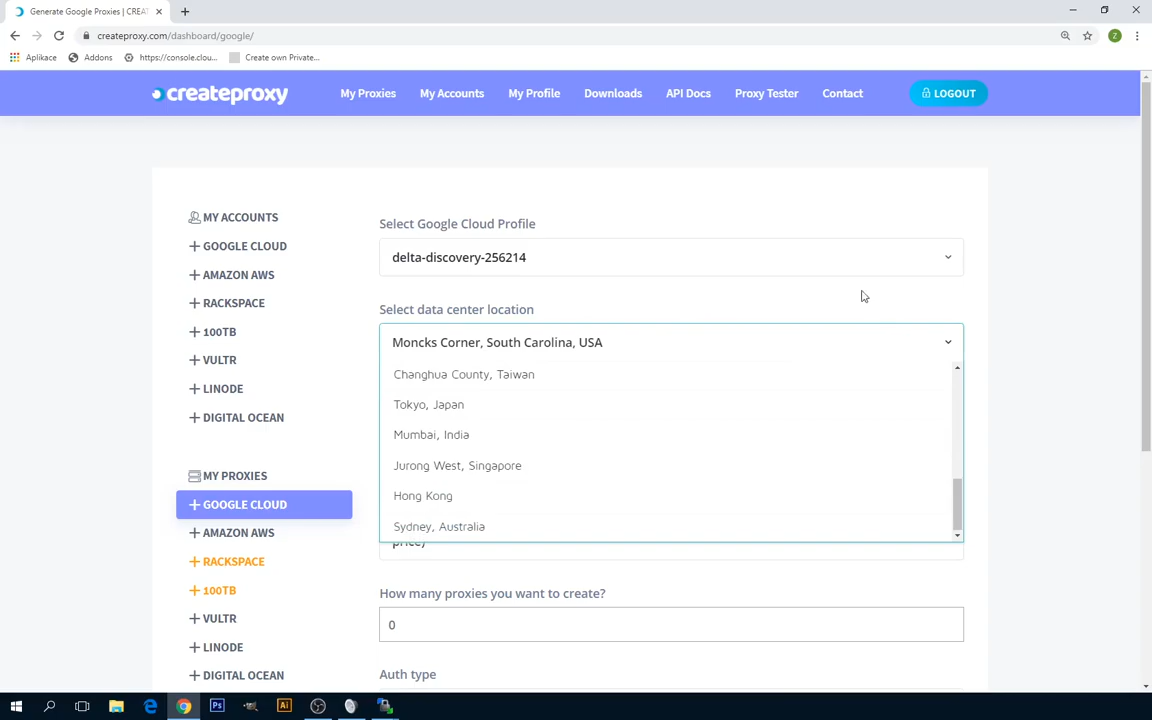 Generate Google Proxies | CREA
createproxy.com/dashboard/google/
Z
Aplikace
Addons
https://console.clou...
Create own Private...
createproxy
My Proxies
My Accounts
My Profile
Downloads
API Docs
Proxy Tester
Contact
LOGOUT
MY ACCOUNTS
GOOGLE CLOUD
AMAZON AWS
RACKSPACE
100TB
VULTR
LINODE
DIGITAL OCEAN
MY PROXIES
GOOGLE CLOUD
AMAZON AWS
RACKSPACE
100TB
VULTR
LINODE
DIGITAL OCEAN
Select Google Cloud Profile
delta-discovery-256214
Select data center location
Moncks Corner, South Carolina, USA
Changhua County, Taiwan
Tokyo, Japan
Mumbai, India
Jurong West, Singapore
Hong Kong
Sydney, Australia
price)
How many proxies you want to create?
0
Auth type
Ps
Ai